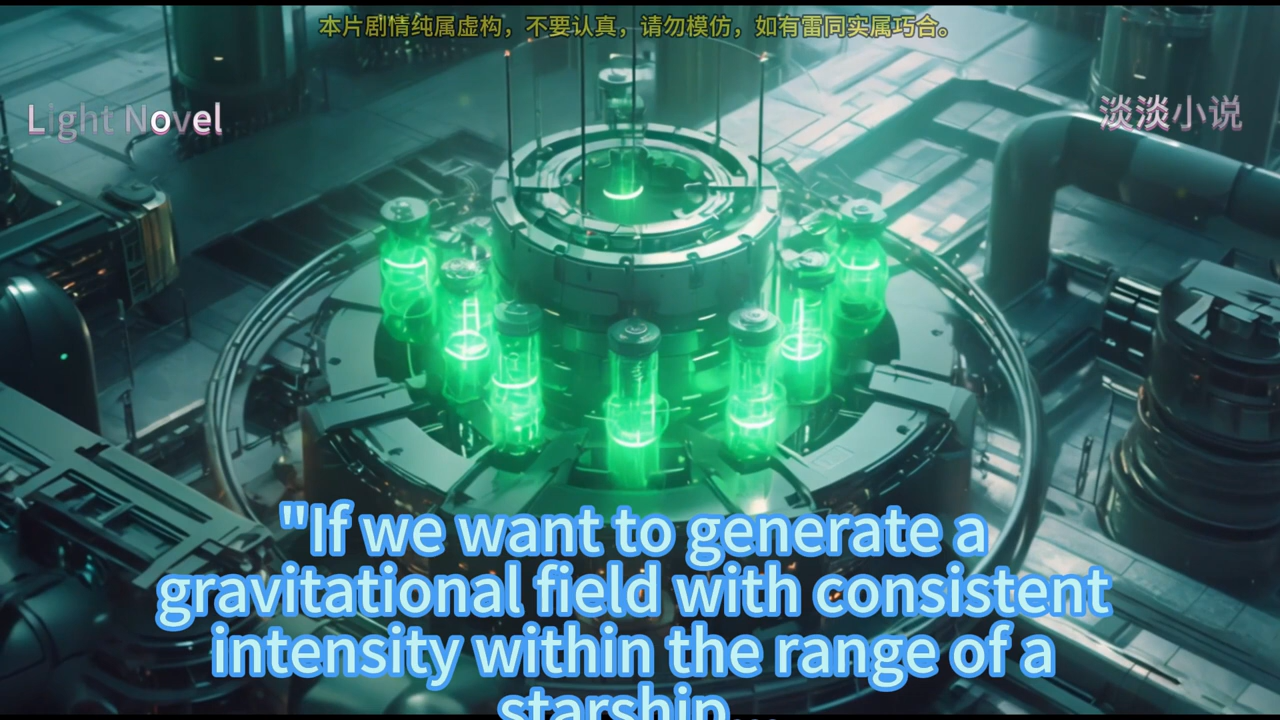 本片剧情纯属虚构，不要认真，请勿模仿，如有雷同实属巧合。
Light Novel
淡淡小说
"If we want to generate a
gravitational field with consistent
intensity within the range of a
starship...